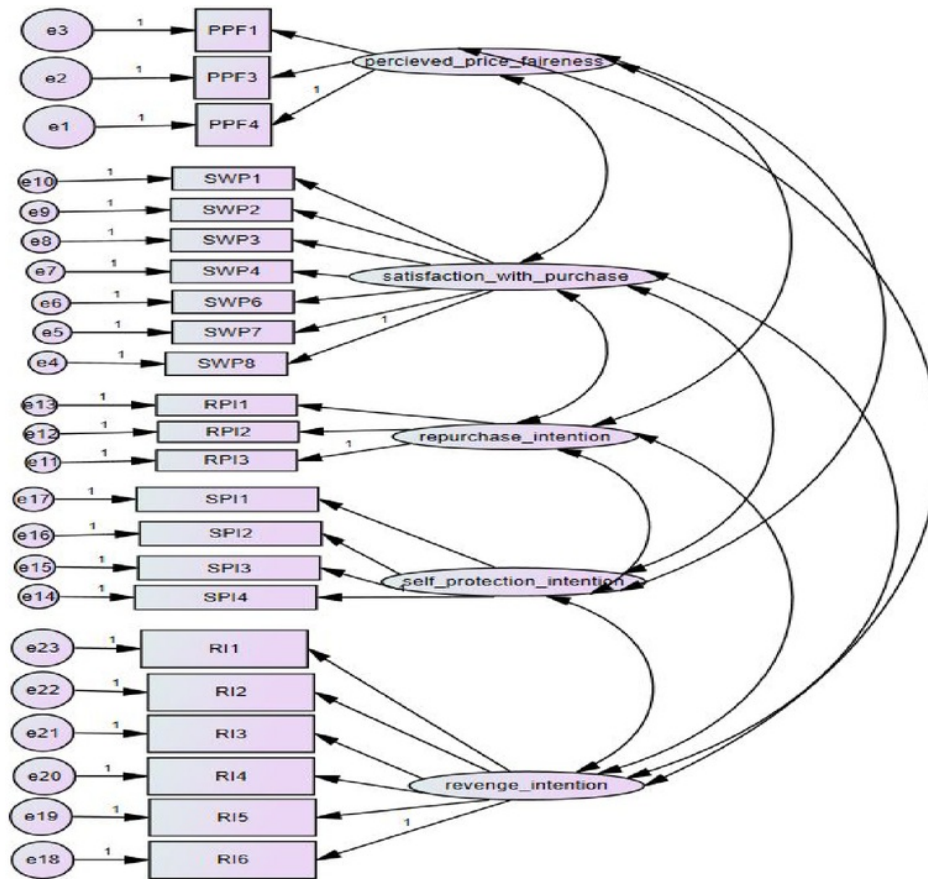 e3 1 PPF1
percieved_price_faireness
e2 1 PPF3
1
e1 1 PPF4
e10 1 SWP1
e9 1 SWP2
e8 1 SWP3
e7 1 SWP4
satisfaction_with_purchase
e6 1 SWP6
e5 1 SWP7
1
e4 1 SWP8
e13 1 RPI1
e12 1 RPI2
repurchase_intention
1
e11 1 RPI3
e17 1 SPI1
e16 1 SPI2
e15 1 SPI3
self_protection_intention
1
e14 1 SPI4
e23 1 RI1
e22 1 RI2
e21 1 RI3
e20 1 RI4
revenge_intention
e19 1 RI5
1
e18 1 RI6